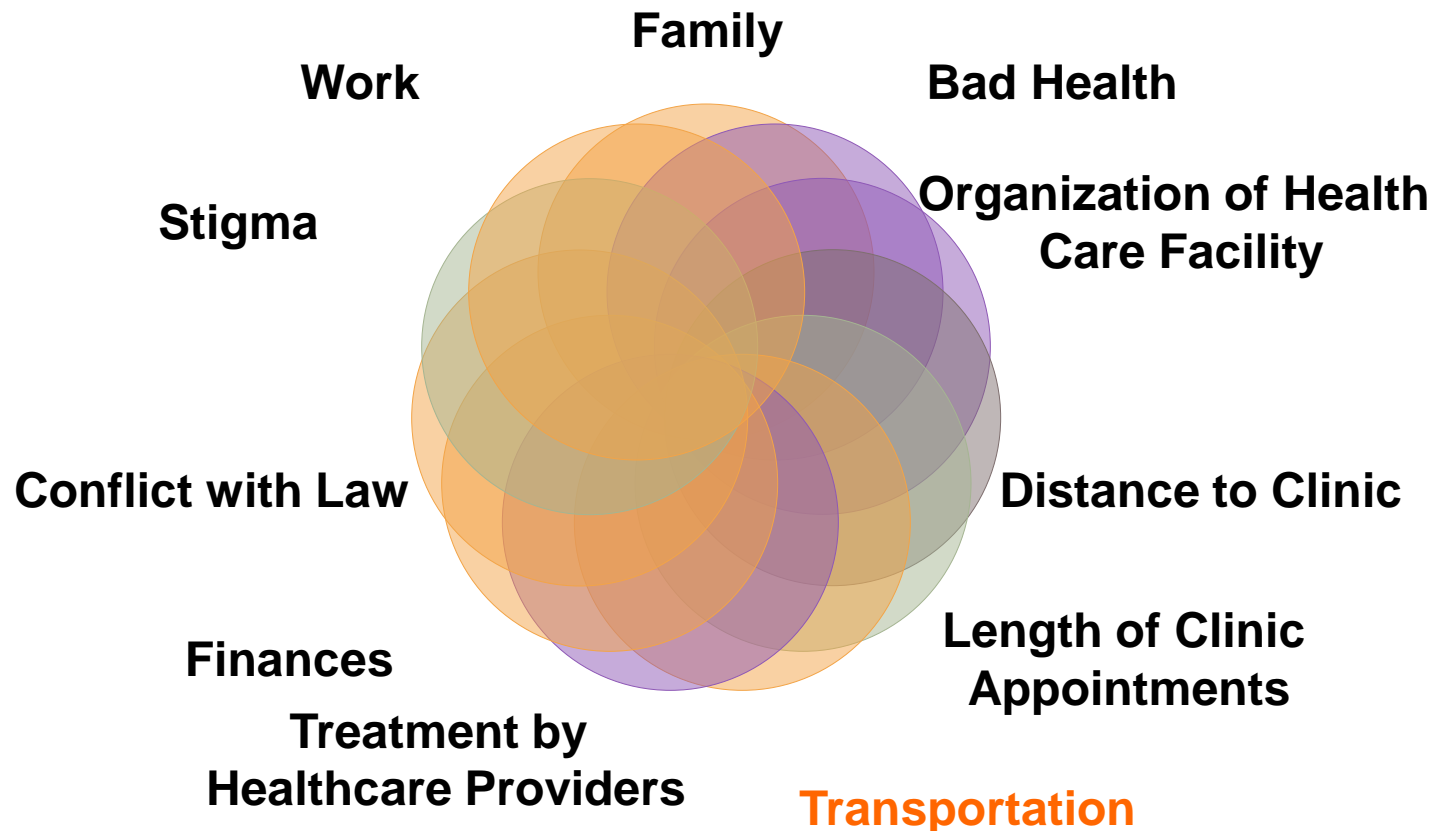 Family
Work
Bad Health
Stigma
Organization of Health
Care Facility
Conflict with Law
Distance to Clinic
Length of Clinic
Appointments
Finances
Treatment by
Healthcare Providers
Transportation